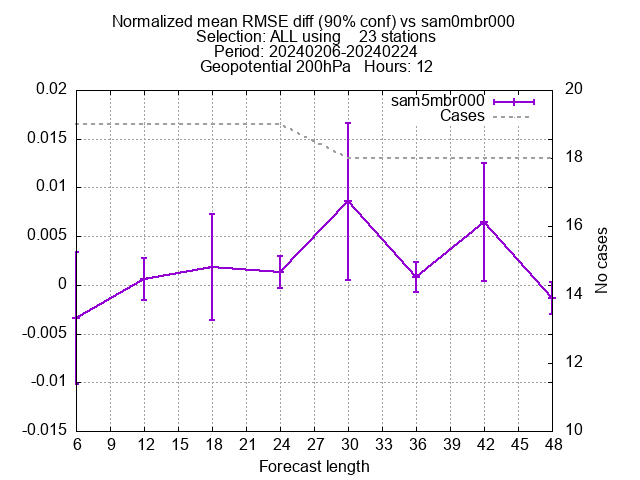 Normalized mean RMSE diff (90% conf) vs sam0mbr000
Selection: ALL using    23 stations
Period: 20240206-20240224
Geopotential 200hPa   Hours: 12
sam5mbr000
Cases
0.02
0.015
0.01
0.005
0
-0.005
-0.01
-0.015
20
18
16
14
12
10
No cases
6 9 12 15 18 21 24 27 30 33 36 39 42 45 48
Forecast length